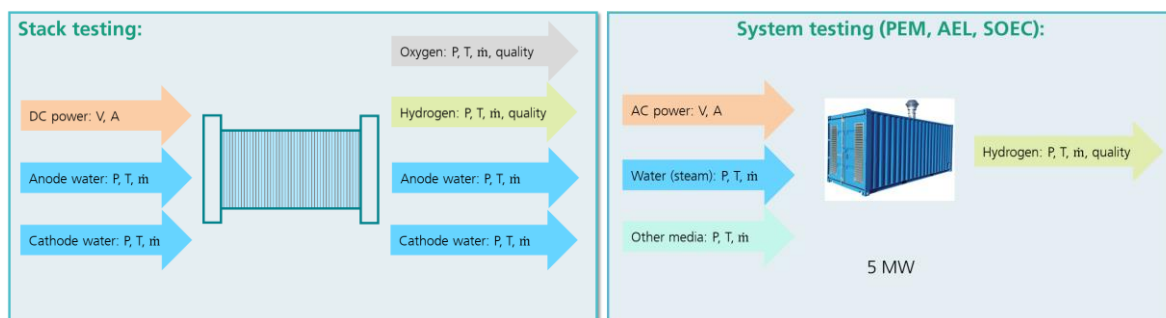 Stack testing:
DC power: V, A
Anode water: P, T, ṁ
Cathode water: P, T, ṁ
Oxygen: P, T, ṁ, quality
Hydrogen: P, T, ṁ, quality
Anode water: P, T, ṁ
Cathode water: P, T, ṁ
System testing (PEM, AEL, SOEC):
AC power: V, A
Water (steam): P, T, ṁ
Other media: P, T, ṁ
5 MW
Hydrogen: P, T, ṁ, quality